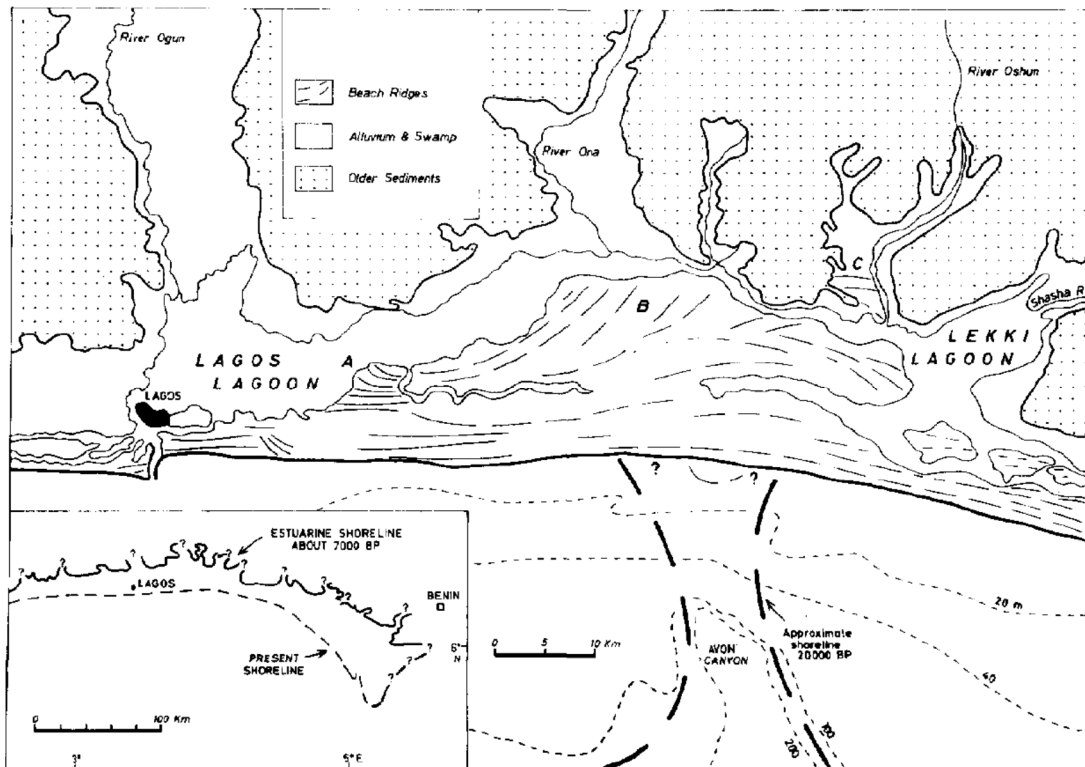 River Ogun
Beach Ridges
Alluvium & Swamp
Older Sediments
River Ona
River Oshun
Shasha R
C
B
A
LAGOS
LAGOON
LEKKI
LAGOON
LAGOS
?
?
28 m
40
100
200
AVON
CANYON
Approximate
shoreline
20000 BP
0 5 10 Km
ESTUARINE SHORELINE
ABOUT 7000 BP
? ? ? ? ? ? ? ? ? ? ? ?
LAGOS
BENIN
PRESENT
SHORELINE
6°
N
0 100 Km
3°
5° E